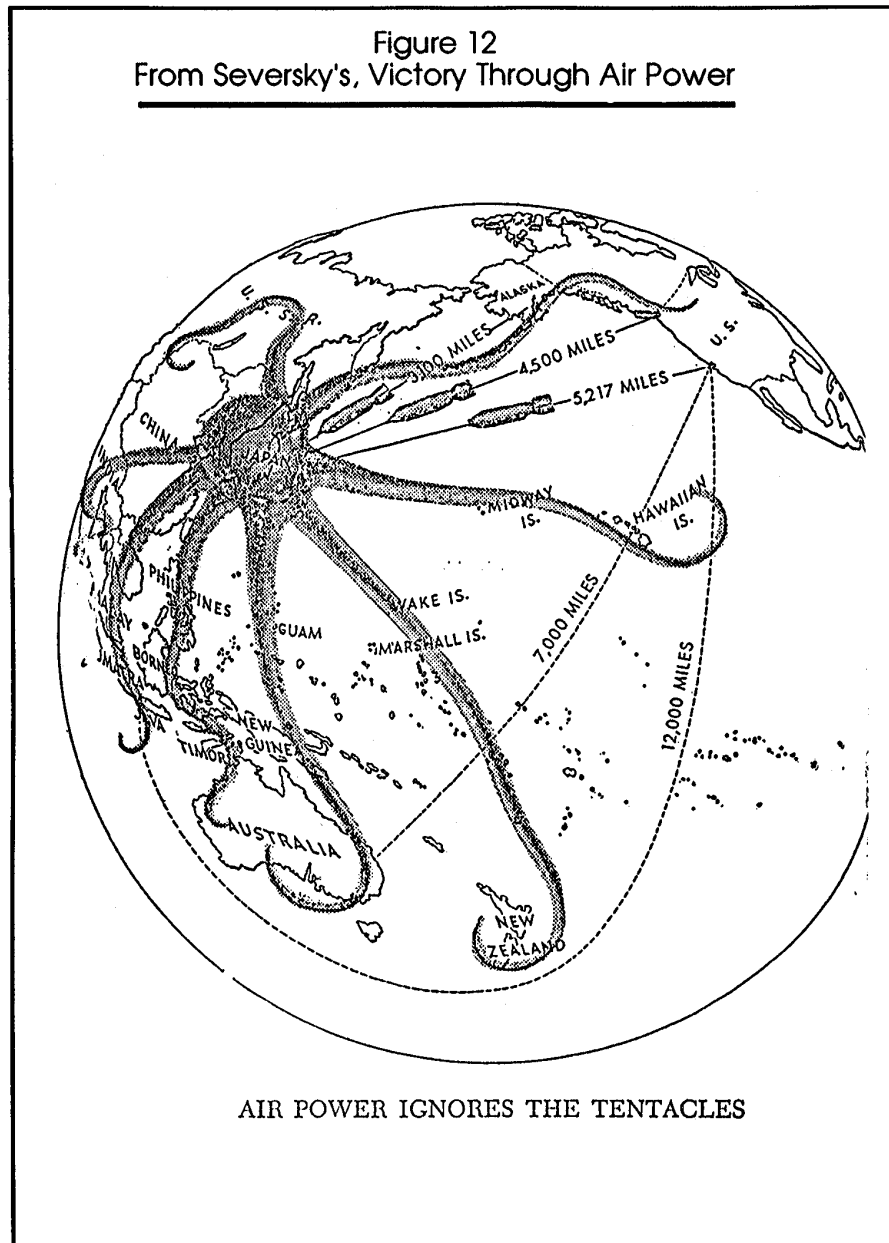 Figure 12
From Seversky's, Victory Through Air Power
U. S. S. R.
ALASKA
U.S.
3,100 MILES
4,500 MILES
5,217 MILES
CHINA
JAPAN
MIDWAY
IS.
HAWAIIAN
IS.
PHILIPPINES
WAKE IS.
GUAM
MARSHALL IS.
7,000 MILES
12,000 MILES
NEW
GUINEA
TIMOR
AUSTRALIA
NEW
ZEALAND
AIR POWER IGNORES THE TENTACLES